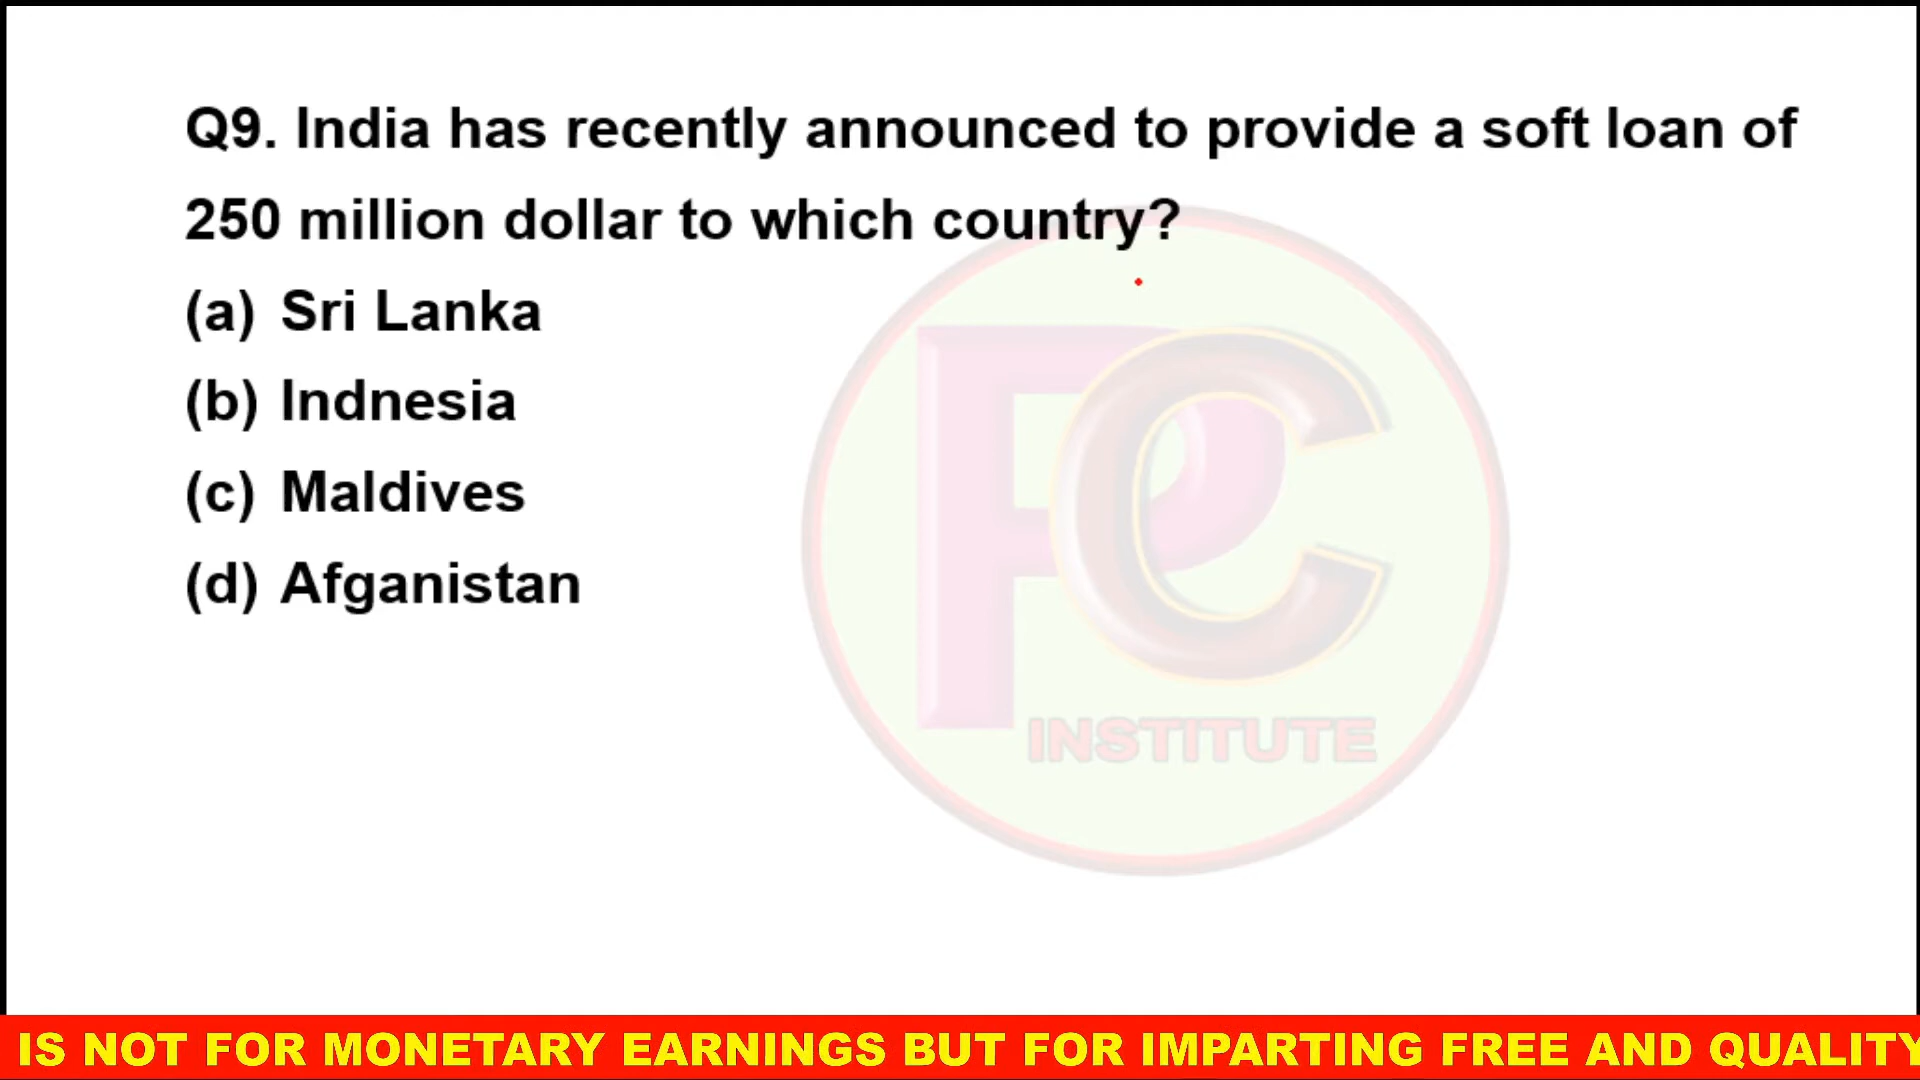 Q9. India has recently announced to provide a soft loan of
250 million dollar to which country?
(a) Sri Lanka
(b) Indnesia
(c) Maldives
(d) Afganistan
PC
INSTITUTE
IS NOT FOR MONETARY EARNINGS BUT FOR IMPARTING FREE AND QUALITY